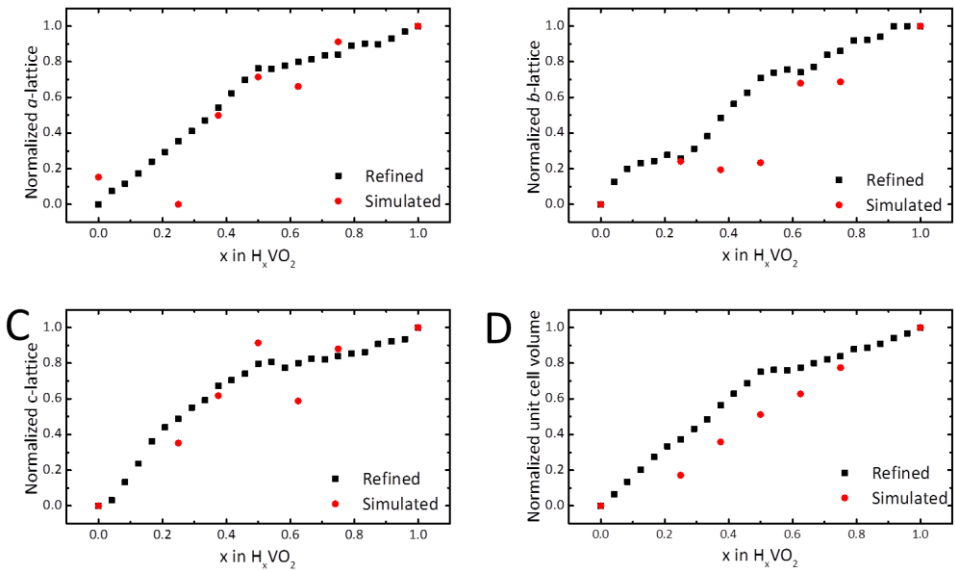 Normalized a-lattice
1.0
0.8
0.6
0.4
0.2
0.0
Refined
Simulated
0.0 0.2 0.4 0.6 0.8 1.0
x in HₓVO₂
Normalized b-lattice
1.0
0.8
0.6
0.4
0.2
0.0
Refined
Simulated
0.0 0.2 0.4 0.6 0.8 1.0
x in HₓVO₂
C
Normalized c-lattice
1.0
0.8
0.6
0.4
0.2
0.0
Refined
Simulated
0.0 0.2 0.4 0.6 0.8 1.0
x in HₓVO₂
D
Normalized unit cell volume
1.0
0.8
0.6
0.4
0.2
0.0
Refined
Simulated
0.0 0.2 0.4 0.6 0.8 1.0
x in HₓVO₂